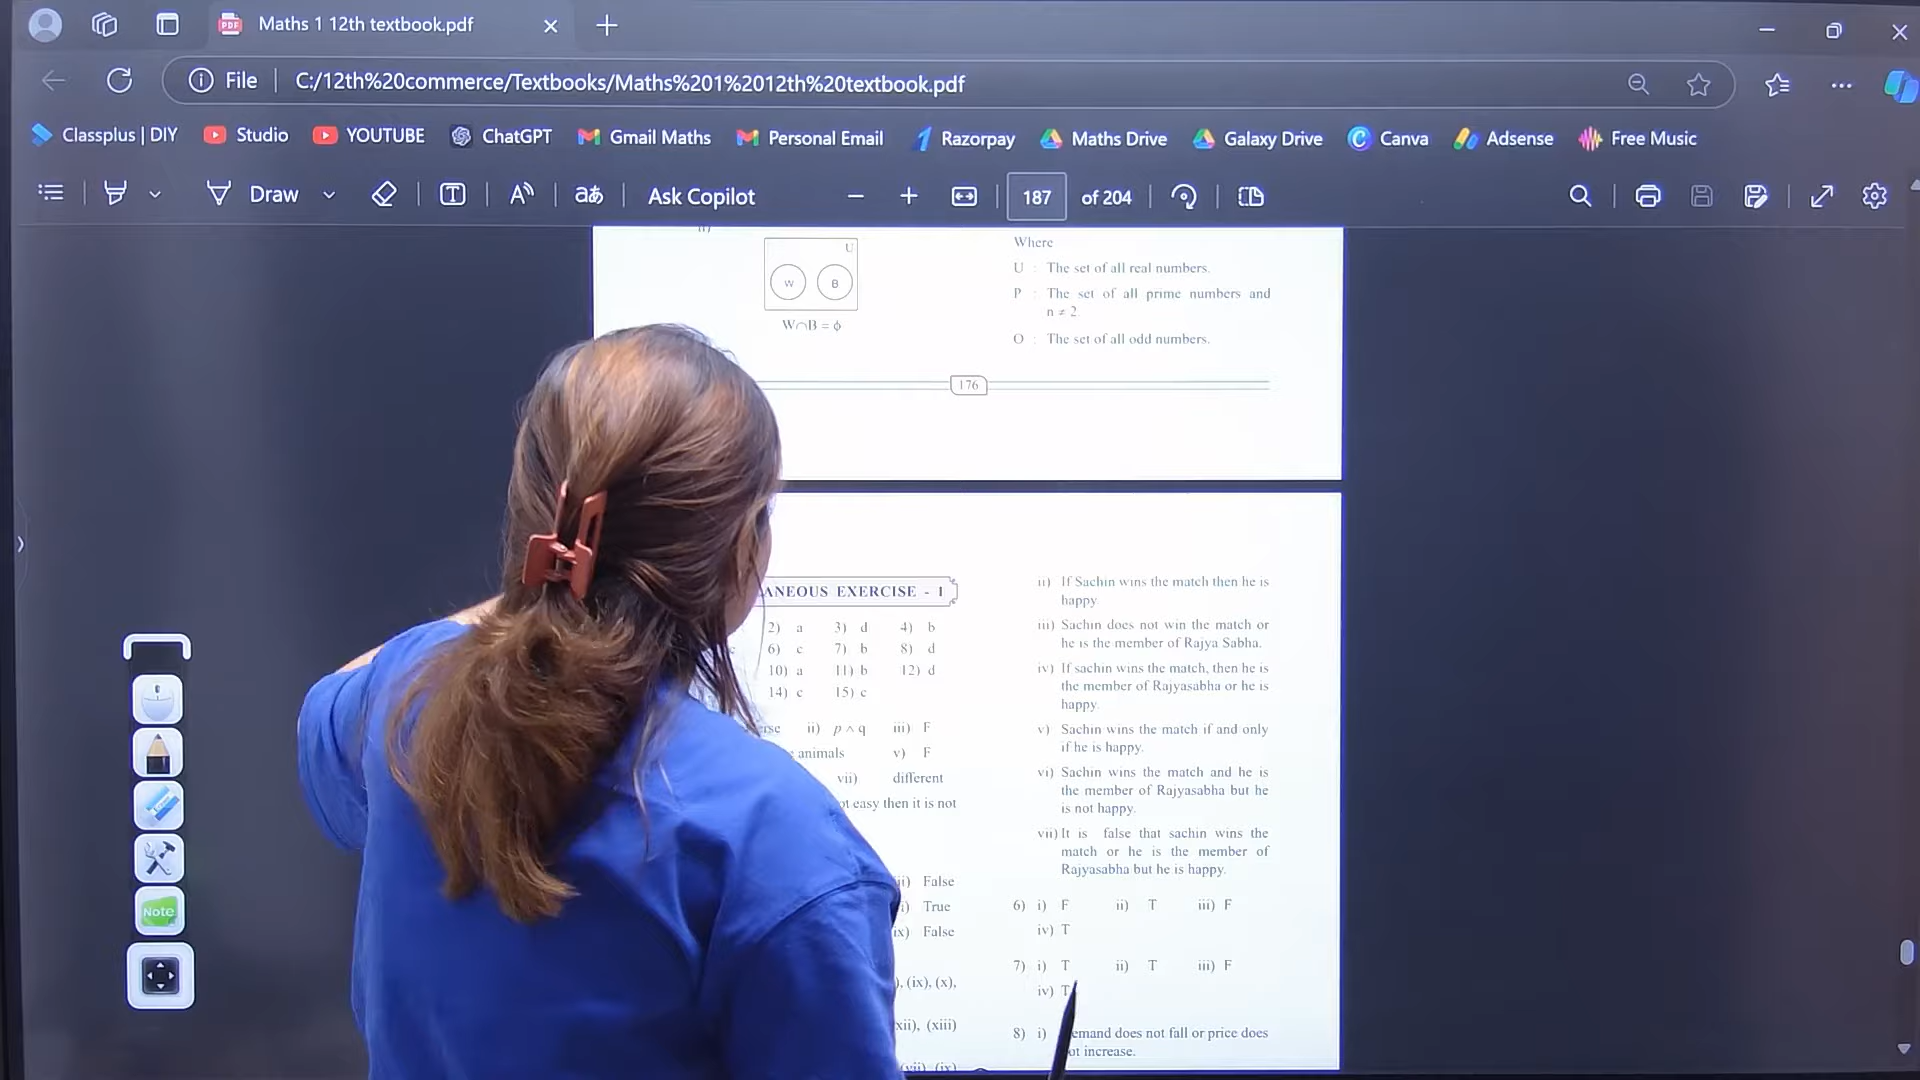 Maths 1 12th textbook.pdf
File C:/12th%20commerce/Textbooks/Maths%201%2012th%20textbook.pdf
Classplus | DIY Studio YOUTUBE ChatGPT Gmail Maths Personal Email Razorpay Maths Drive Galaxy Drive Canva Adsense Free Music
Draw T A aあ Ask Copilot 187 of 204
U
W B
W∩B = ϕ
Where
U : The set of all real numbers.
P : The set of all prime numbers and
n ≠ 2
O : The set of all odd numbers.
176
ANEOUS EXERCISE - 1
2) a 3) d 4) b
c 6) c 7) b 8) d
10) a 11) b 12) d
14) c 15) c
ii) p ∧ q iii) F
animals v) F
vii) different
easy then it is not
ii) False
i) True
ix) False
), (ix), (x),
xii), (xiii)
(vii) (ix)
ii) If Sachin wins the match then he is
happy.
iii) Sachin does not win the match or
he is the member of Rajya Sabha.
iv) If sachin wins the match, then he is
the member of Rajyasabha or he is
happy.
v) Sachin wins the match if and only
if he is happy.
vi) Sachin wins the match and he is
the member of Rajyasabha but he
is not happy.
vii) It is false that sachin wins the
match or he is the member of
Rajyasabha but he is happy.
6) i) F ii) T iii) F
iv) T
7) i) T ii) T iii) F
iv) T
8) i) emand does not fall or price does
ot increase.
Note